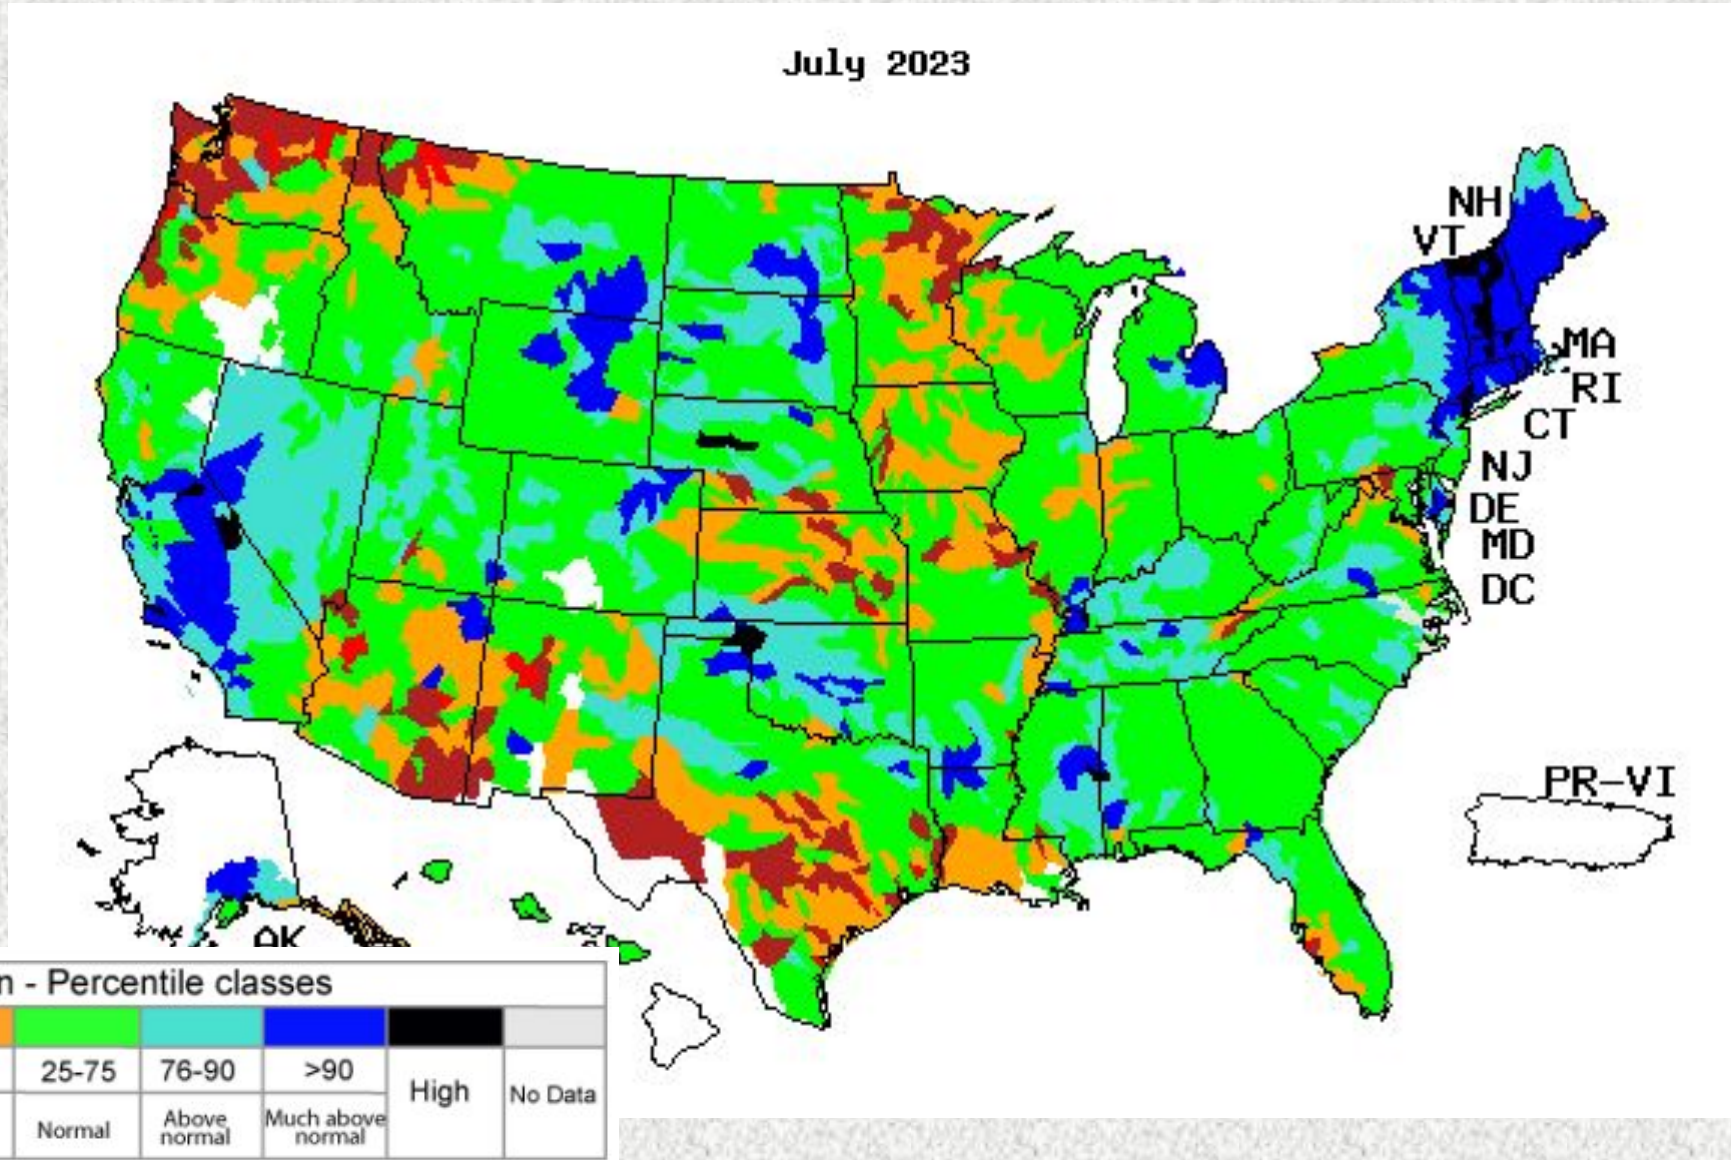 July 2023
NH
VT
MA
RI
CT
NJ
DE
MD
DC
PR-VI
AK
n - Percentile classes
25-75 76-90 >90 High No Data
Normal Above normal Much above normal